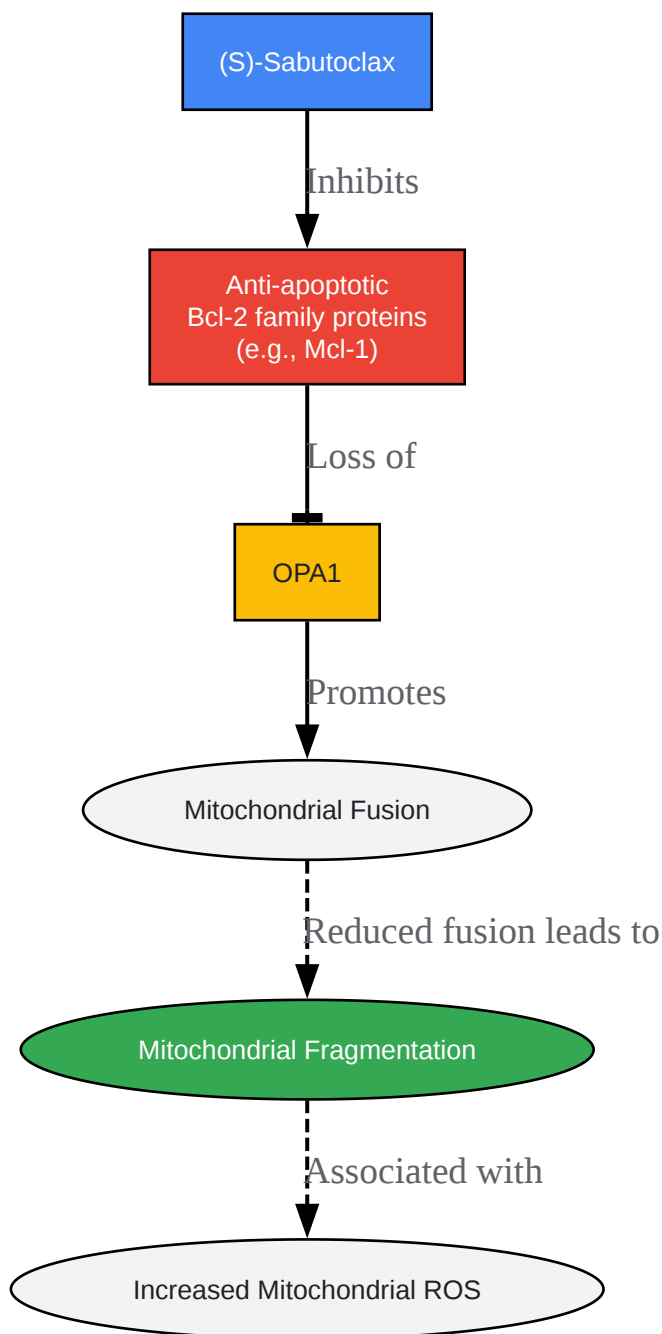 (S)-Sabutoclax
Inhibits
Anti-apoptotic
Bcl-2 family proteins
(e.g., Mcl-1)
Loss of
OPA1
Promotes
Mitochondrial Fusion
Reduced fusion leads to
Mitochondrial Fragmentation
Associated with
Increased Mitochondrial ROS